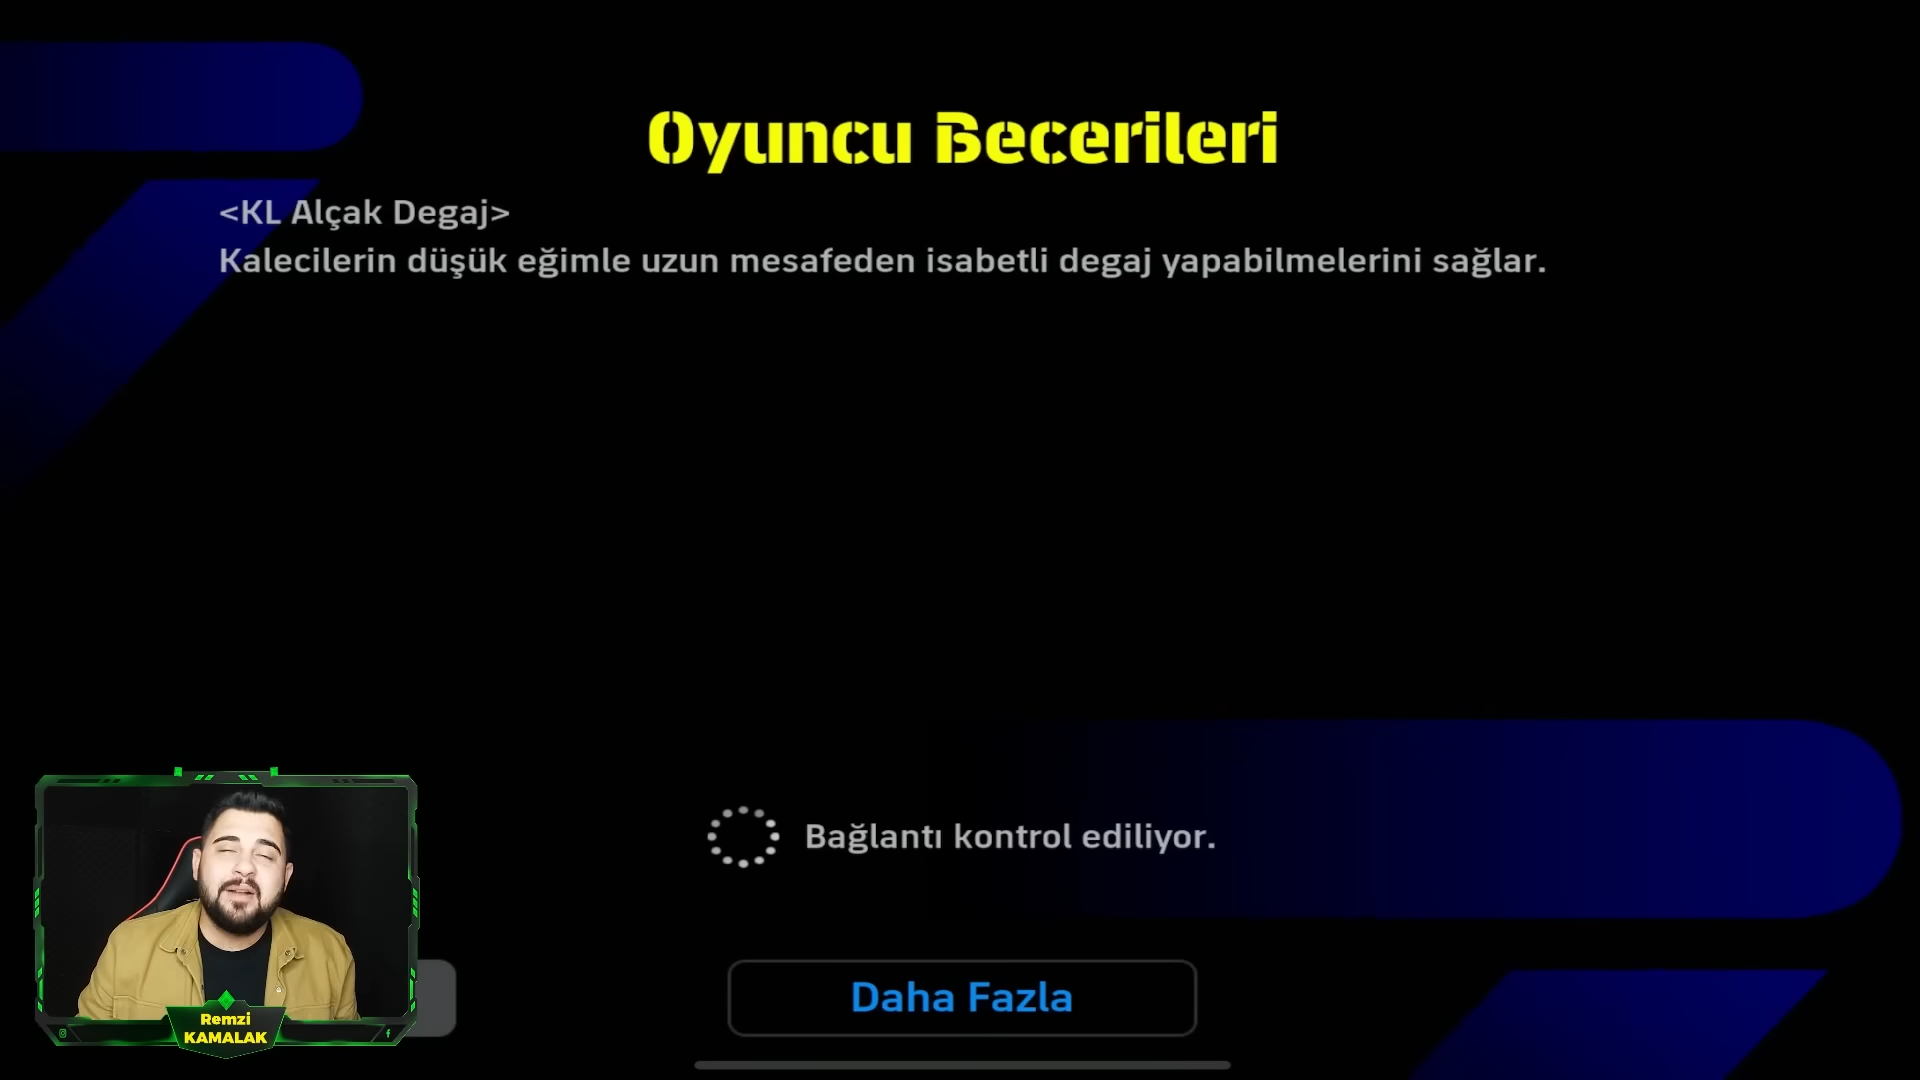 Oyuncu Becerileri
<KL Alçak Degaj>
Kalecilerin düşük eğimle uzun mesafeden isabetli degaj yapabilmelerini sağlar.
Bağlantı kontrol ediliyor.
Daha Fazla
Remzi
KAMALAK